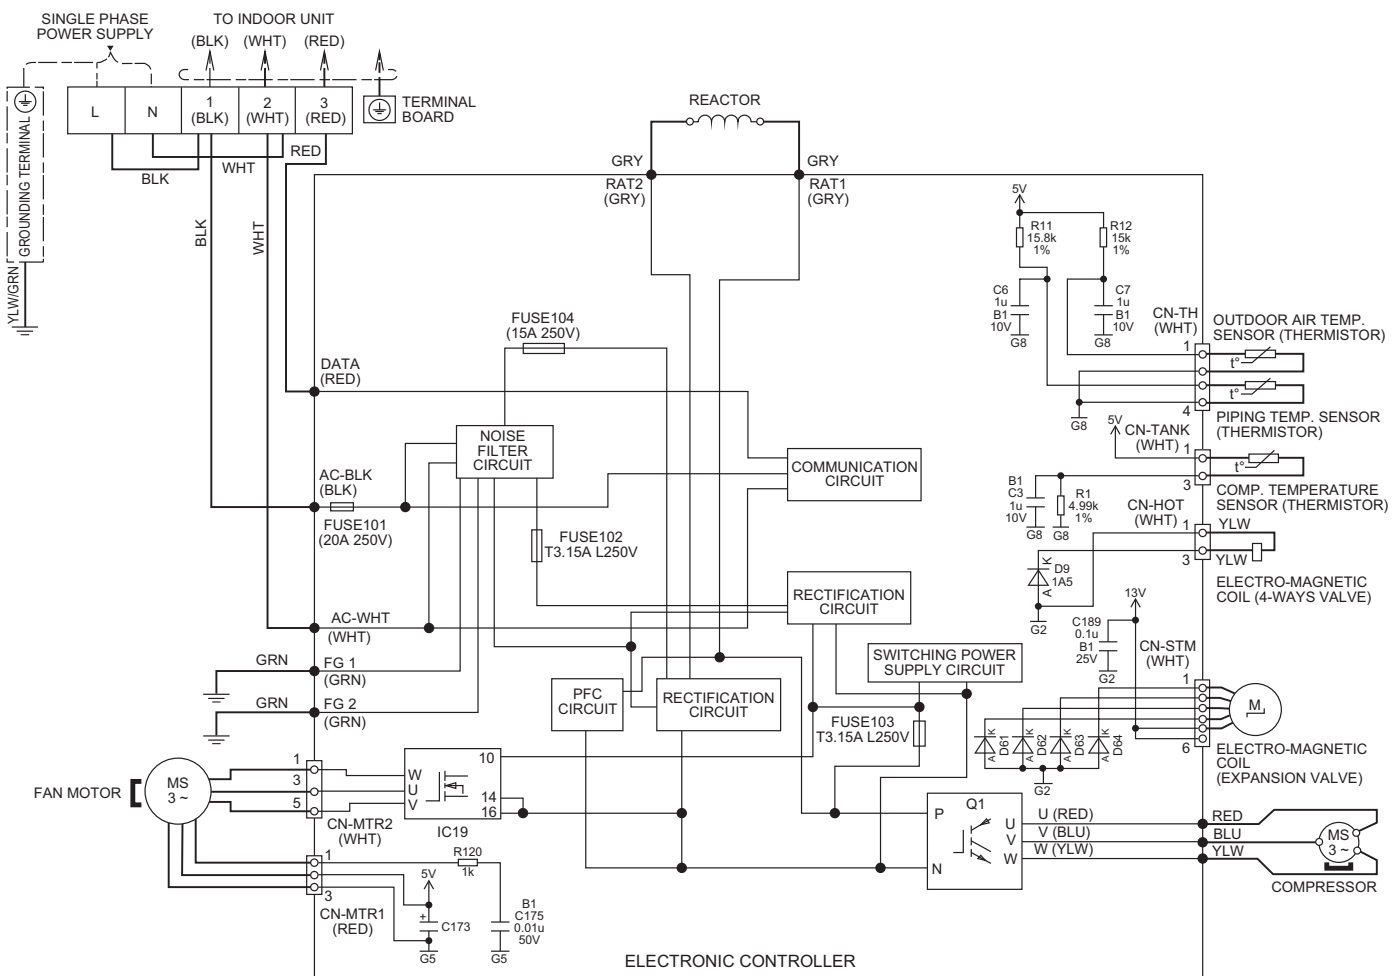 SINGLE PHASE
POWER SUPPLY
TO INDOOR UNIT
(BLK)
(WHT)
(RED)
GROUNDING TERMINAL
YLW/GRN
L
N
1
(BLK)
2
(WHT)
3
(RED)
TERMINAL
BOARD
BLK
WHT
RED
BLK
WHT
REACTOR
GRY
GRY
RAT2
(GRY)
RAT1
(GRY)
5V
R11
15.8k
1%
R12
15k
1%
C6
1u
B1
10V
G8
C7
1u
B1
10V
G8
CN-TH
(WHT)
1
4
G8
OUTDOOR AIR TEMP.
SENSOR (THERMISTOR)
t°
t°
PIPING TEMP. SENSOR
(THERMISTOR)
5V
CN-TANK
(WHT)
1
3
t°
COMP. TEMPERATURE
SENSOR (THERMISTOR)
B1
C3
1u
10V
G8
R1
4.99k
1%
G8
CN-HOT
(WHT)
1
3
YLW
YLW
ELECTRO-MAGNETIC
COIL (4-WAYS VALVE)
K
D9
1A5
A
G2
13V
C189
0.1u
B1
25V
G2
CN-STM
(WHT)
1
6
M
ELECTRO-MAGNETIC
COIL
(EXPANSION VALVE)
A
K
D61
A
K
D62
A
K
D63
A
K
D64
G2
FUSE104
(15A 250V)
DATA
(RED)
NOISE
FILTER
CIRCUIT
COMMUNICATION
CIRCUIT
AC-BLK
(BLK)
FUSE101
(20A 250V)
FUSE102
T3.15A L250V
RECTIFICATION
CIRCUIT
AC-WHT
(WHT)
GRN
FG 1
(GRN)
GRN
FG 2
(GRN)
SWITCHING POWER
SUPPLY CIRCUIT
PFC
CIRCUIT
RECTIFICATION
CIRCUIT
FUSE103
T3.15A L250V
FAN MOTOR
MS
3 ~
1
3
5
CN-MTR2
(WHT)
W
U
V
10
14
16
IC19
1
3
CN-MTR1
(RED)
R120
1k
5V
+
C173
G5
B1
C175
0.01u
50V
G5
P
N
Q1
U
V
W
U (RED)
V (BLU)
W (YLW)
RED
BLU
YLW
MS
3 ~
COMPRESSOR
ELECTRONIC CONTROLLER